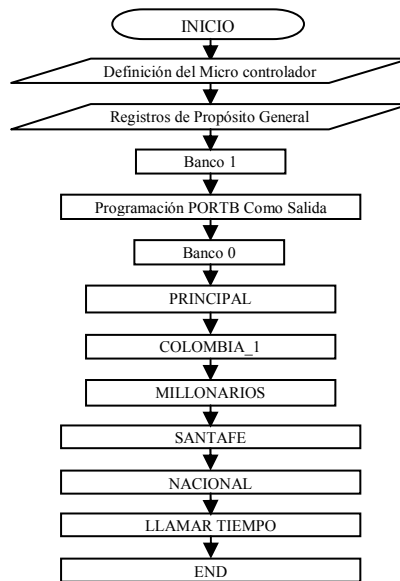 INICIO
Definición del Micro controlador
Registros de Propósito General
Banco 1
Programación PORTB Como Salida
Banco 0
PRINCIPAL
COLOMBIA_1
MILLONARIOS
SANTAFE
NACIONAL
LLAMAR TIEMPO
END